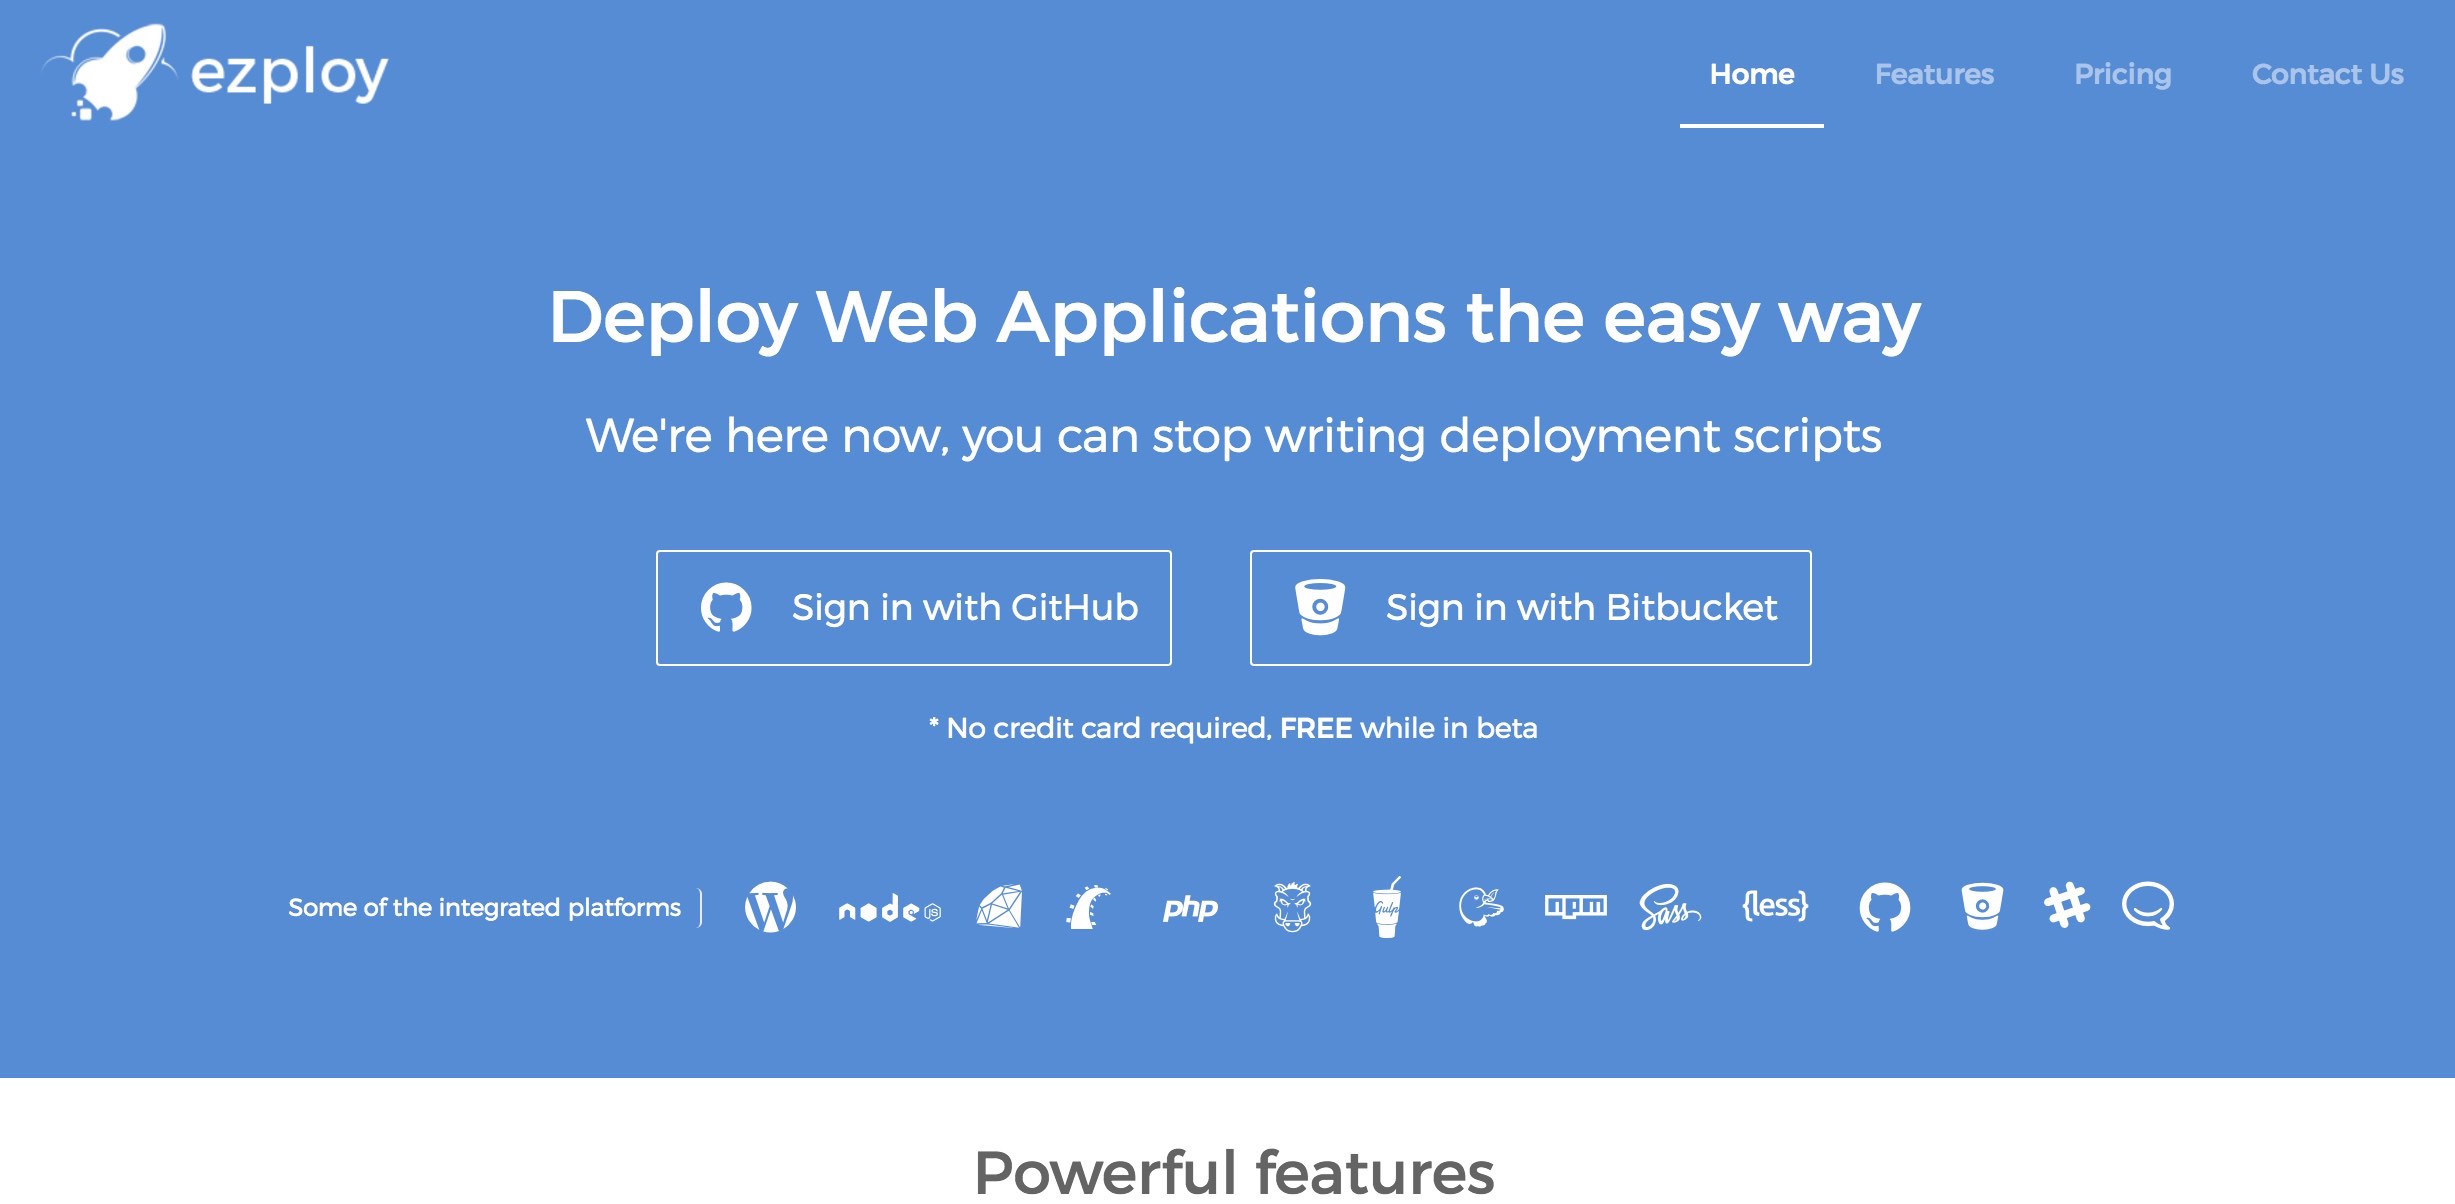 ezploy
Home Features Pricing Contact Us
Deploy Web Applications the easy way
We're here now, you can stop writing deployment scripts
Sign in with GitHub Sign in with Bitbucket
* No credit card required, FREE while in beta
Some of the integrated platforms node JS php Gulp npm Sass {less}
Powerful features